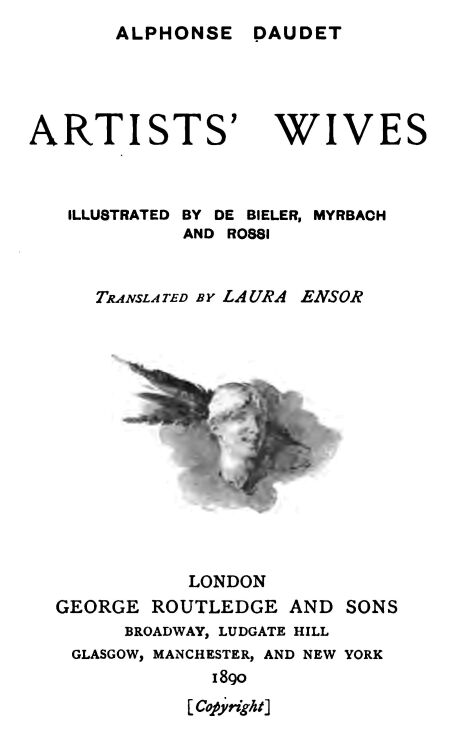 ALPHONSE DAUDET
ARTISTS' WIVES
ILLUSTRATED BY DE BIELER, MYRBACH
AND ROSSI
TRANSLATED BY LAURA ENSOR
LONDON
GEORGE ROUTLEDGE AND SONS
BROADWAY, LUDGATE HILL
GLASGOW, MANCHESTER, AND NEW YORK
1890
[Copyright]